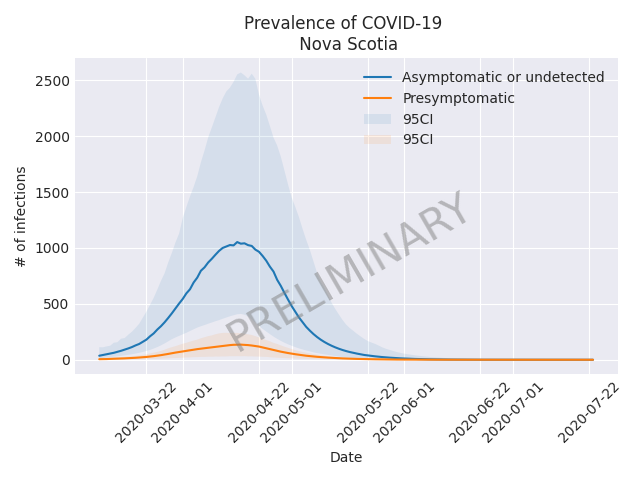 Prevalence of COVID-19
Nova Scotia
Asymptomatic or undetected
Presymptomatic
95CI
95CI
# of infections
2500
2000
1500
1000
500
0
PRELIMINARY
2020-03-22
2020-04-01
2020-04-22
2020-05-01
2020-05-22
2020-06-01
2020-06-22
2020-07-01
2020-07-22
Date